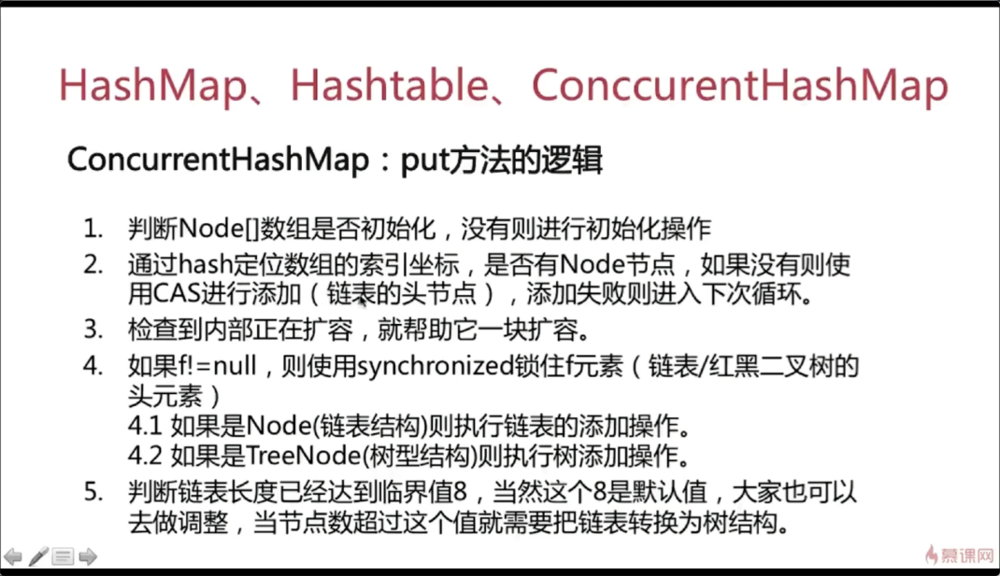 HashMap、Hashtable、ConccurentHashMap
ConcurrentHashMap：put方法的逻辑
1. 判断Node[]数组是否初始化，没有则进行初始化操作
2. 通过hash定位数组的索引坐标，是否有Node节点，如果没有则使
用CAS进行添加（链表的头节点），添加失败则进入下次循环。
3. 检查到内部正在扩容，就帮助它一块扩容。
4. 如果f!=null，则使用synchronized锁住f元素（链表/红黑二叉树的
头元素）
4.1 如果是Node(链表结构)则执行链表的添加操作。
4.2 如果是TreeNode(树型结构)则执行树添加操作。
5. 判断链表长度已经达到临界值8，当然这个8是默认值，大家也可以
去做调整，当节点数超过这个值就需要把链表转换为树结构。
慕课网